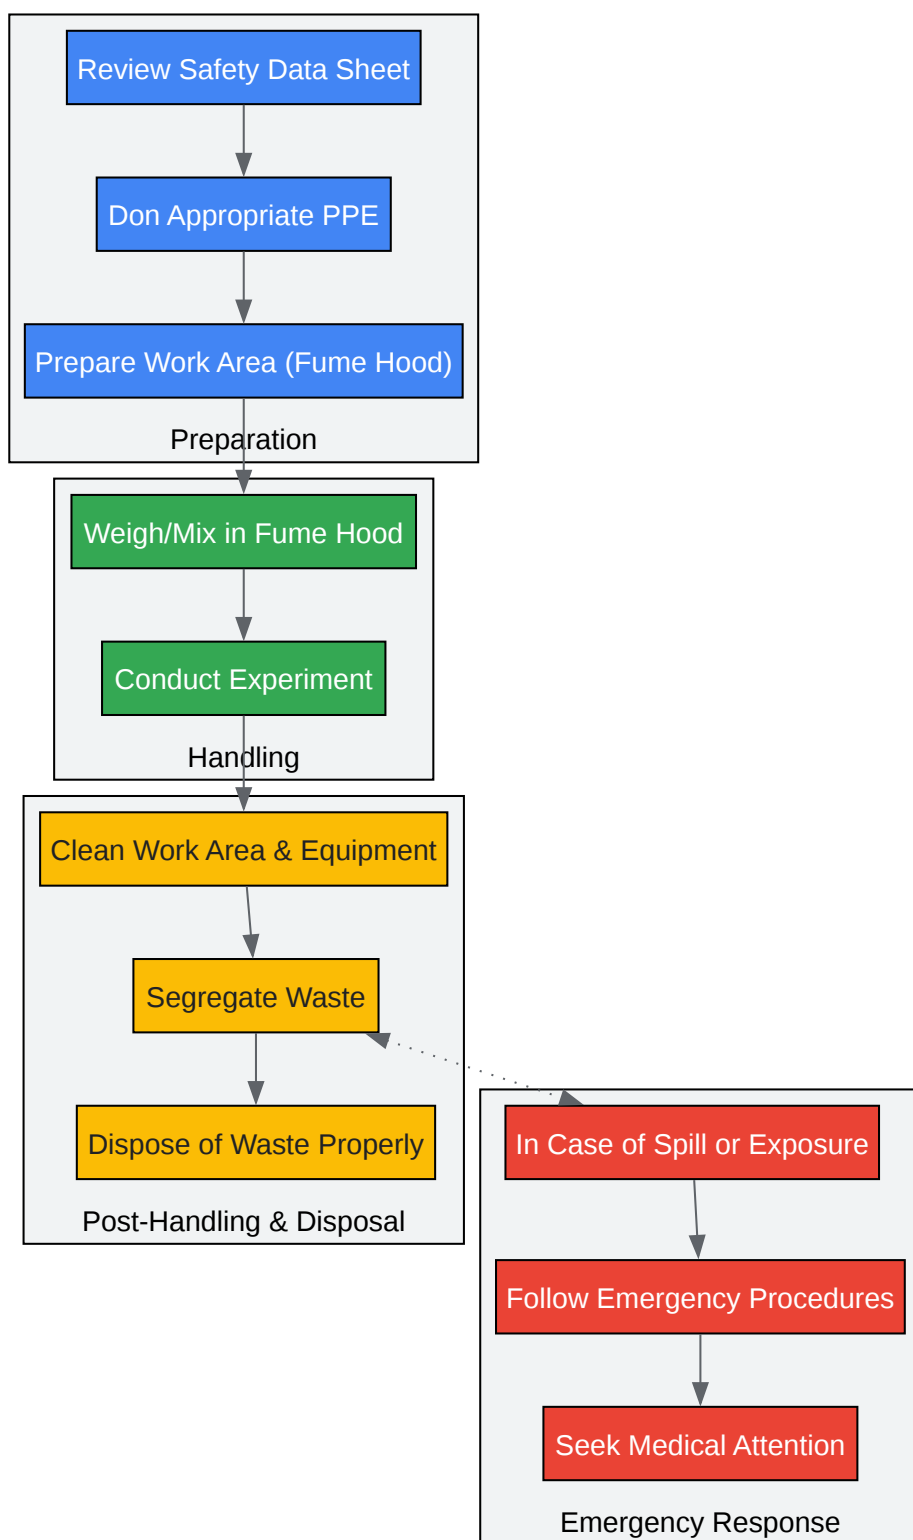 Review Safety Data Sheet
Don Appropriate PPE
Prepare Work Area (Fume Hood)
Preparation
Weigh/Mix in Fume Hood
Conduct Experiment
Handling
Clean Work Area & Equipment
Segregate Waste
Dispose of Waste Properly
Post-Handling & Disposal
In Case of Spill or Exposure
Follow Emergency Procedures
Seek Medical Attention
Emergency Response